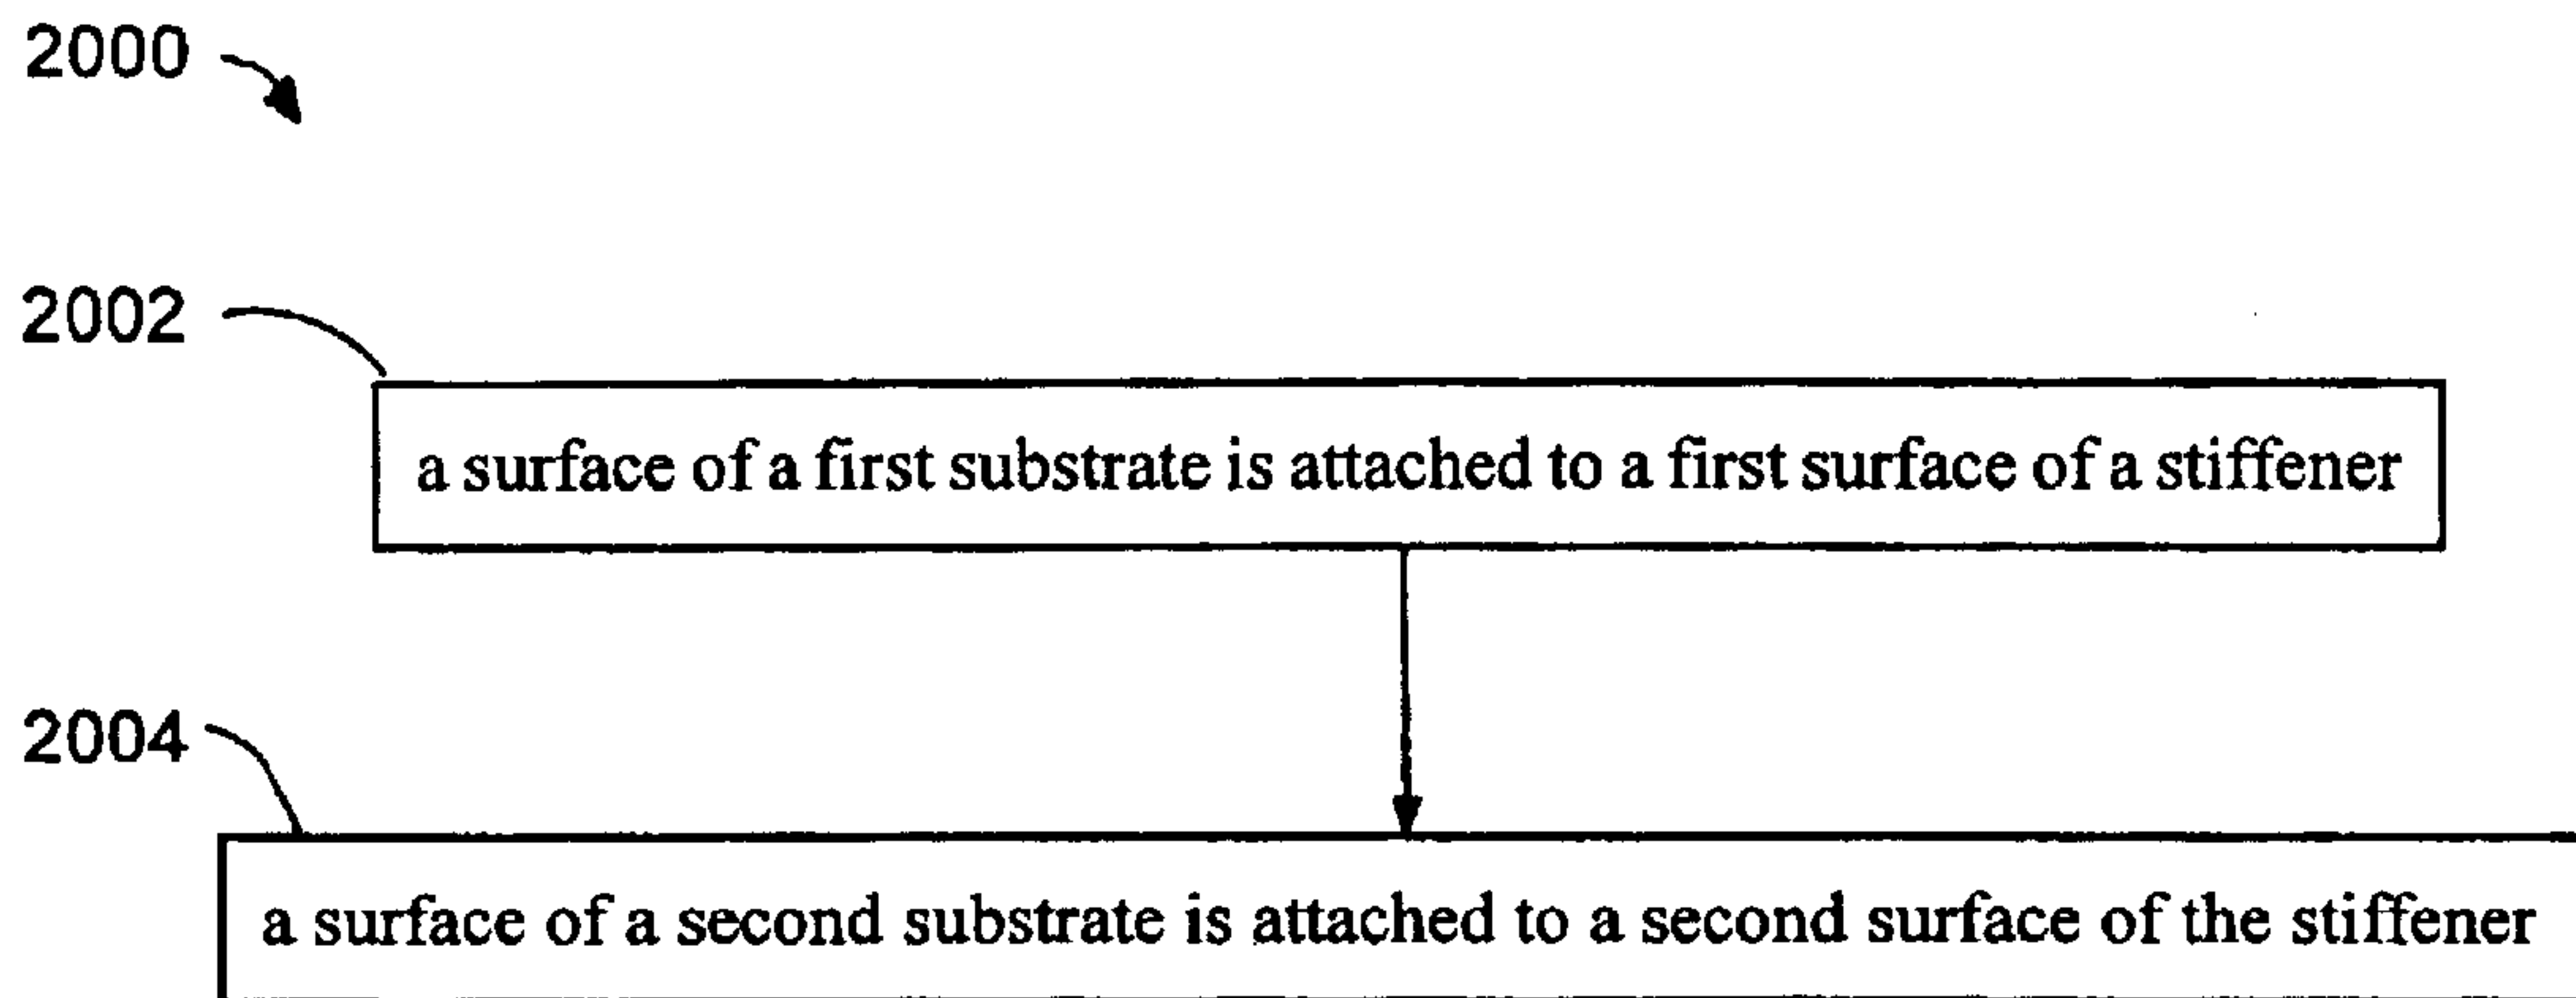 2000
2002
a surface of a first substrate is attached to a first surface of a stiffener
2004
a surface of a second substrate is attached to a second surface of the stiffener